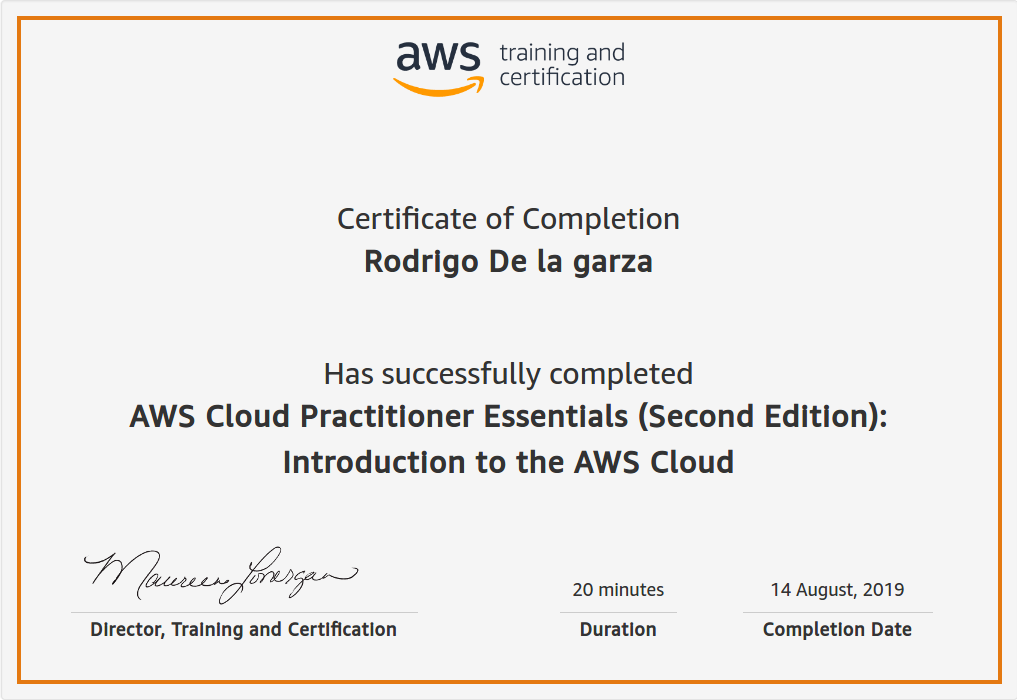 aws training and
certification
Certificate of Completion
Rodrigo De la garza
Has successfully completed
AWS Cloud Practitioner Essentials (Second Edition):
Introduction to the AWS Cloud
Maureen Lonergan
20 minutes
14 August, 2019
Director, Training and Certification
Duration
Completion Date